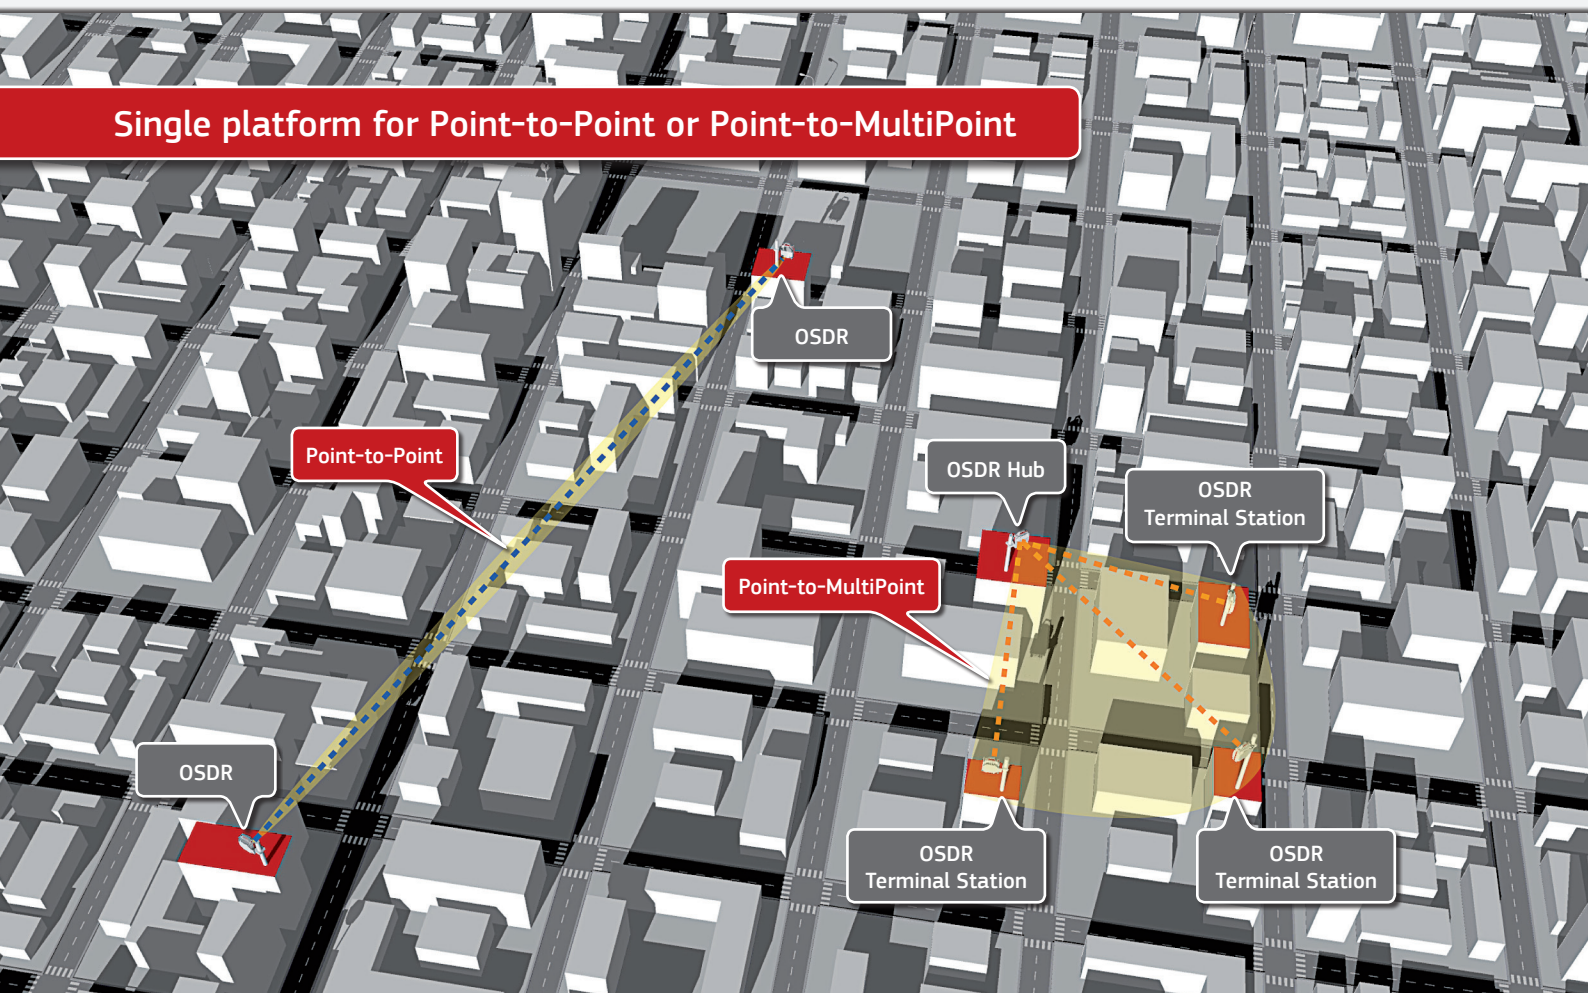 Single platform for Point-to-Point or Point-to-MultiPoint
OSDR
Point-to-Point
OSDR Hub
OSDR
Terminal Station
Point-to-MultiPoint
OSDR
OSDR
Terminal Station
OSDR
Terminal Station